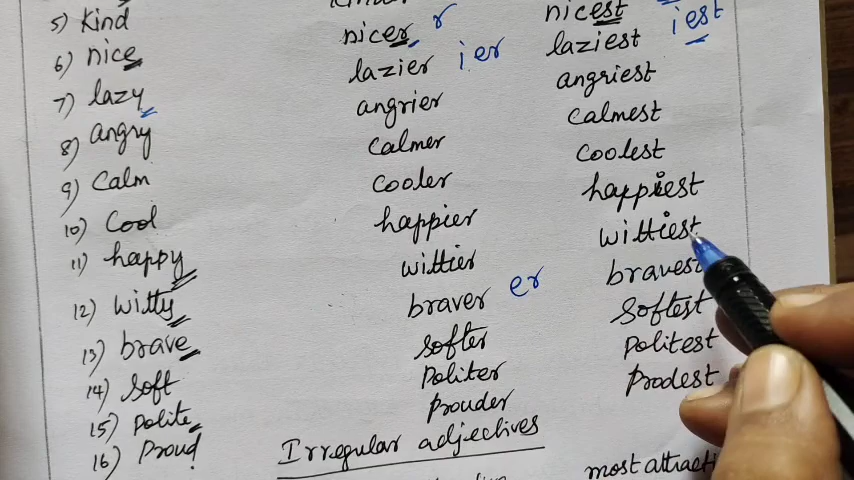 5) Kind nicer r nicest iest
6) nice lazier ier laziest
7) lazy angrier angriest
8) angry calmer calmest
9) Calm cooler coolest
10) Cool happier happiest
11) happy wittier wittiest
12) witty braver er bravest
13) brave softer Softest
14) Soft Politer Politest
15) Polite Prouder Prodest
16) Proud
Irregular adjectives
most